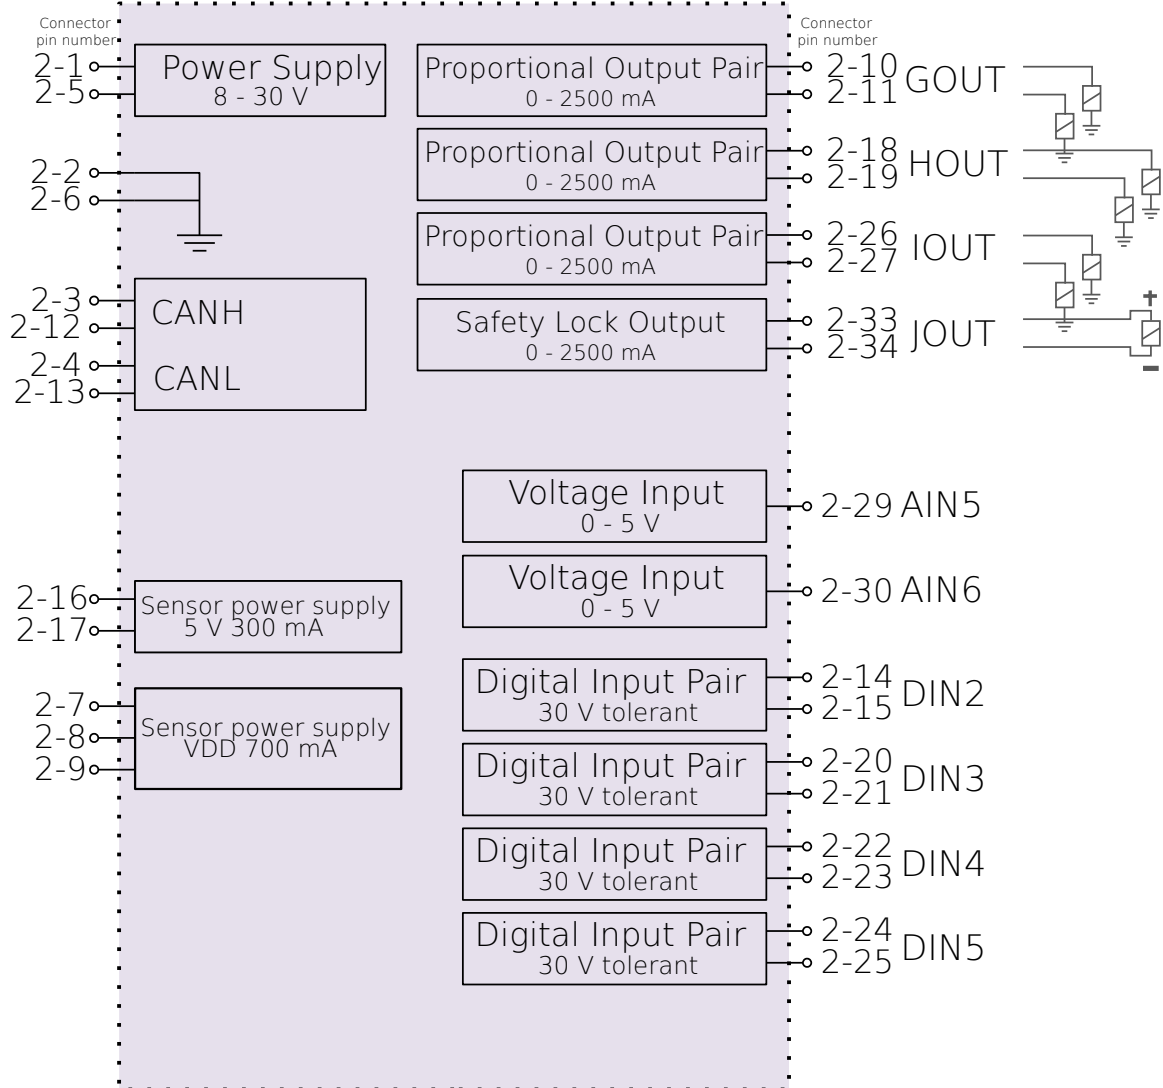 Connector
pin number
2-1
2-5
Power Supply
8 - 30 V
2-2
2-6
2-3
2-12
CANH
2-4
2-13
CANL
2-16
2-17
Sensor power supply
5 V 300 mA
2-7
2-8
2-9
Sensor power supply
VDD 700 mA
Connector
pin number
Proportional Output Pair
0 - 2500 mA
2-10
2-11
GOUT
Proportional Output Pair
0 - 2500 mA
2-18
2-19
HOUT
Proportional Output Pair
0 - 2500 mA
2-26
2-27
IOUT
Safety Lock Output
0 - 2500 mA
2-33
2-34
JOUT
+
-
Voltage Input
0 - 5 V
2-29 AIN5
Voltage Input
0 - 5 V
2-30 AIN6
Digital Input Pair
30 V tolerant
2-14
2-15
DIN2
Digital Input Pair
30 V tolerant
2-20
2-21
DIN3
Digital Input Pair
30 V tolerant
2-22
2-23
DIN4
Digital Input Pair
30 V tolerant
2-24
2-25
DIN5